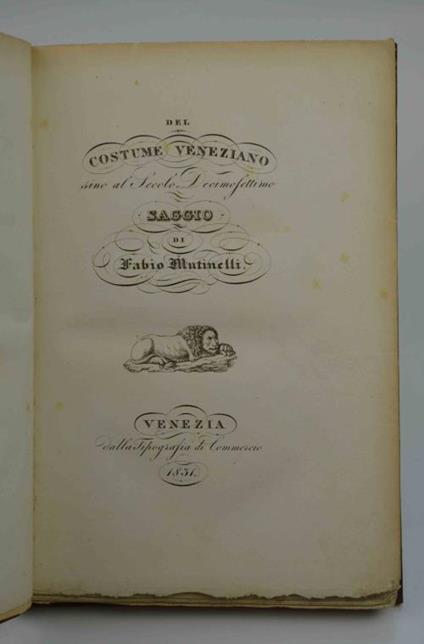 DEL
COSTUME VENEZIANO
sino al Secolo Decimosettimo
SAGGIO
DI
Fabio Mutinelli.
VENEZIA
dalla Tipografia di Commercio
1831.